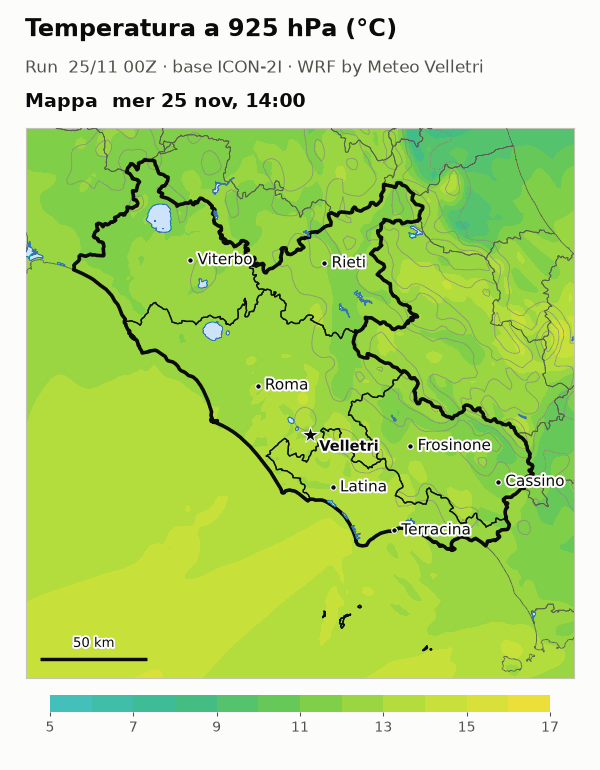 Temperatura a 925 hPa (°C)
Run  25/11 00Z · base ICON-2I · WRF by Meteo Velletri
Mappa  mer 25 nov, 14:00
Viterbo
Rieti
Roma
Velletri
Frosinone
Cassino
Latina
Terracina
50 km
5 7 9 11 13 15 17